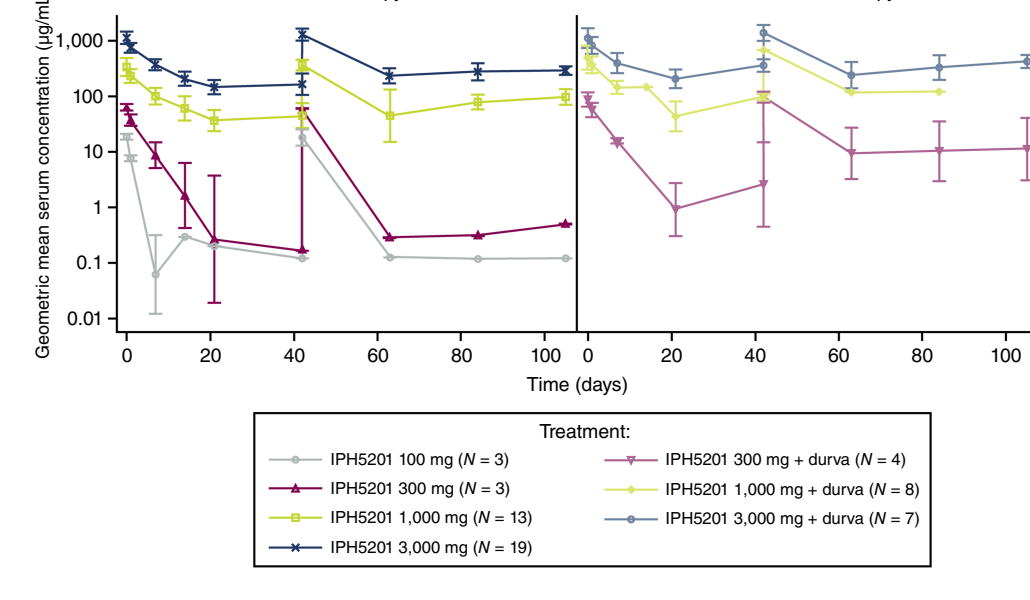 Geometric mean serum concentration (μg/mL
1,000
100
10
1
0.1
0.01
0 20 40 60 80 100 0 20 40 60 80 100
Time (days)
Treatment:
IPH5201 100 mg (N = 3)
IPH5201 300 mg (N = 3)
IPH5201 1,000 mg (N = 13)
IPH5201 3,000 mg (N = 19)
IPH5201 300 mg + durva (N = 4)
IPH5201 1,000 mg + durva (N = 8)
IPH5201 3,000 mg + durva (N = 7)